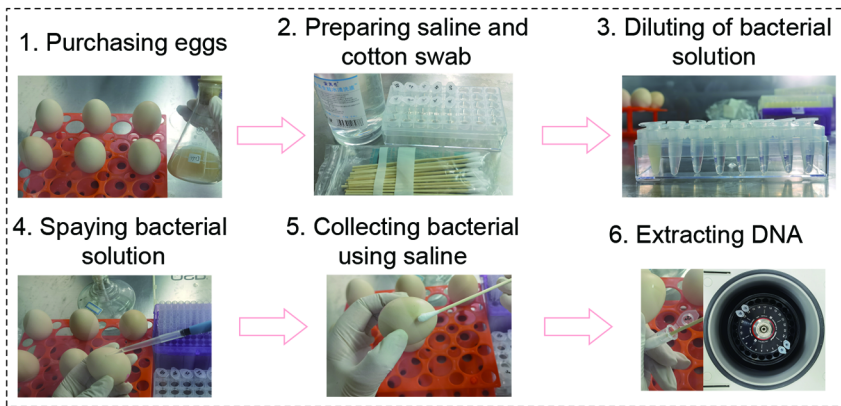 1. Purchasing eggs
2. Preparing saline and
cotton swab
3. Diluting of bacterial
solution
4. Spaying bacterial
solution
5. Collecting bacterial
using saline
6. Extracting DNA